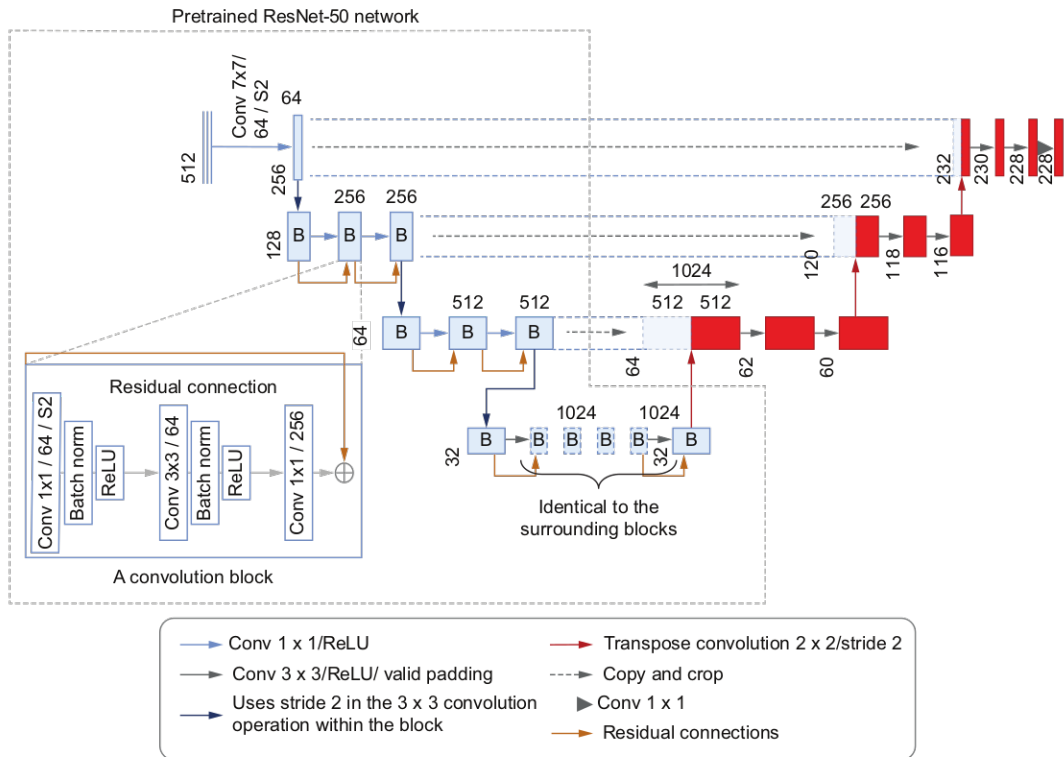 Pretrained ResNet-50 network
Conv 7x7/
64 / S2
64
512
256
232
230
228
228
256
256
256
256
128
B
B
B
120
118
116
1024
512
512
512
512
64
B
B
B
64
62
60
Residual connection
1024
1024
32
B
B
B
B
B
32
B
Conv 1x1 / 64 / S2
Batch norm
ReLU
Conv 3x3 / 64
Batch norm
ReLU
Conv 1x1 / 256
Identical to the
surrounding blocks
A convolution block
Conv 1 x 1/ReLU
Conv 3 x 3/ReLU/ valid padding
Uses stride 2 in the 3 x 3 convolution
operation within the block
Transpose convolution 2 x 2/stride 2
Copy and crop
Conv 1 x 1
Residual connections